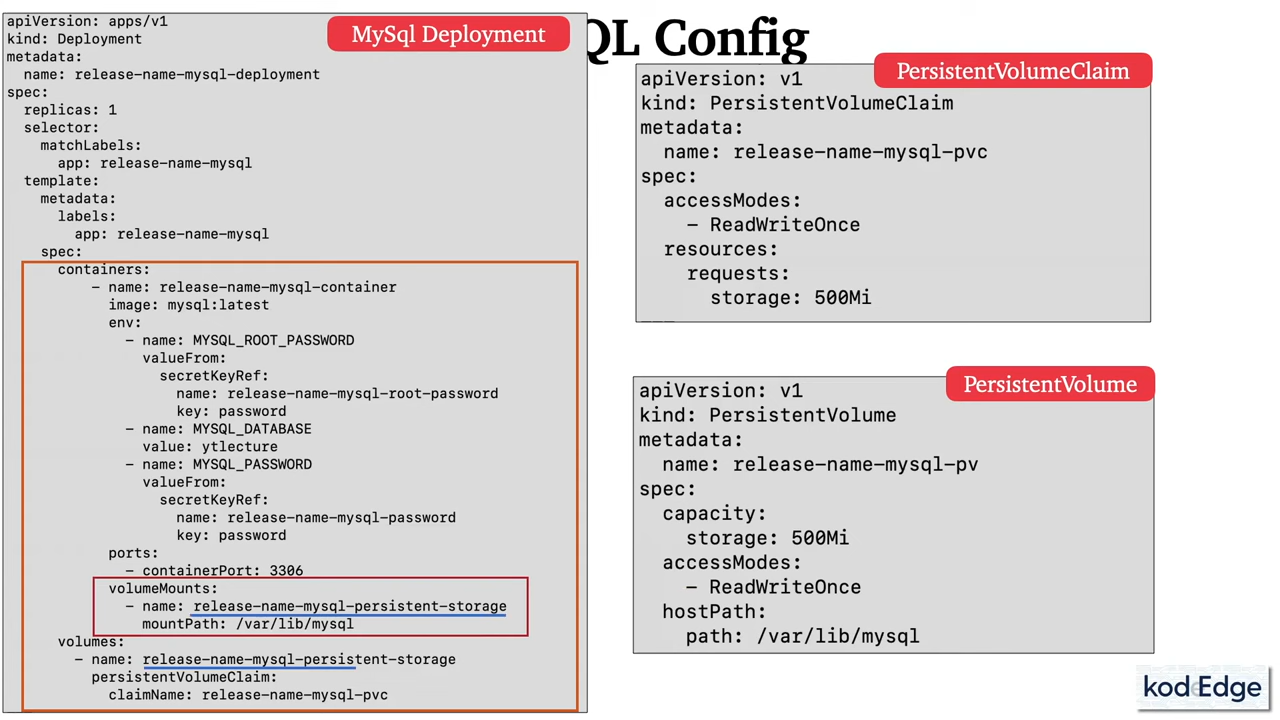 QL Config
MySql Deployment
apiVersion: apps/v1
kind: Deployment
metadata:
  name: release-name-mysql-deployment
spec:
  replicas: 1
  selector:
    matchLabels:
      app: release-name-mysql
  template:
    metadata:
      labels:
        app: release-name-mysql
    spec:
      containers:
          - name: release-name-mysql-container
            image: mysql:latest
            env:
              - name: MYSQL_ROOT_PASSWORD
                valueFrom:
                  secretKeyRef:
                    name: release-name-mysql-root-password
                    key: password
              - name: MYSQL_DATABASE
                value: ytlecture
              - name: MYSQL_PASSWORD
                valueFrom:
                  secretKeyRef:
                    name: release-name-mysql-password
                    key: password
            ports:
              - containerPort: 3306
            volumeMounts:
              - name: release-name-mysql-persistent-storage
                mountPath: /var/lib/mysql
      volumes:
        - name: release-name-mysql-persistent-storage
          persistentVolumeClaim:
            claimName: release-name-mysql-pvc
PersistentVolumeClaim
apiVersion: v1
kind: PersistentVolumeClaim
metadata:
  name: release-name-mysql-pvc
spec:
  accessModes:
    - ReadWriteOnce
  resources:
    requests:
      storage: 500Mi
PersistentVolume
apiVersion: v1
kind: PersistentVolume
metadata:
  name: release-name-mysql-pv
spec:
  capacity:
    storage: 500Mi
  accessModes:
    - ReadWriteOnce
  hostPath:
    path: /var/lib/mysql
kodEdge